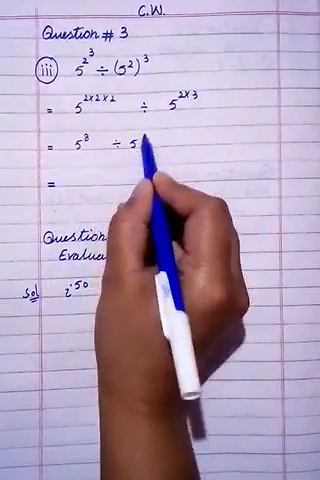 C.W.
Question # 3
iii 5^2^3 ÷ (5^2)^3
= 5^2×2×2 ÷ 5^2×3
= 5^8 ÷ 5
=
Question
Evalua
Sol i^50